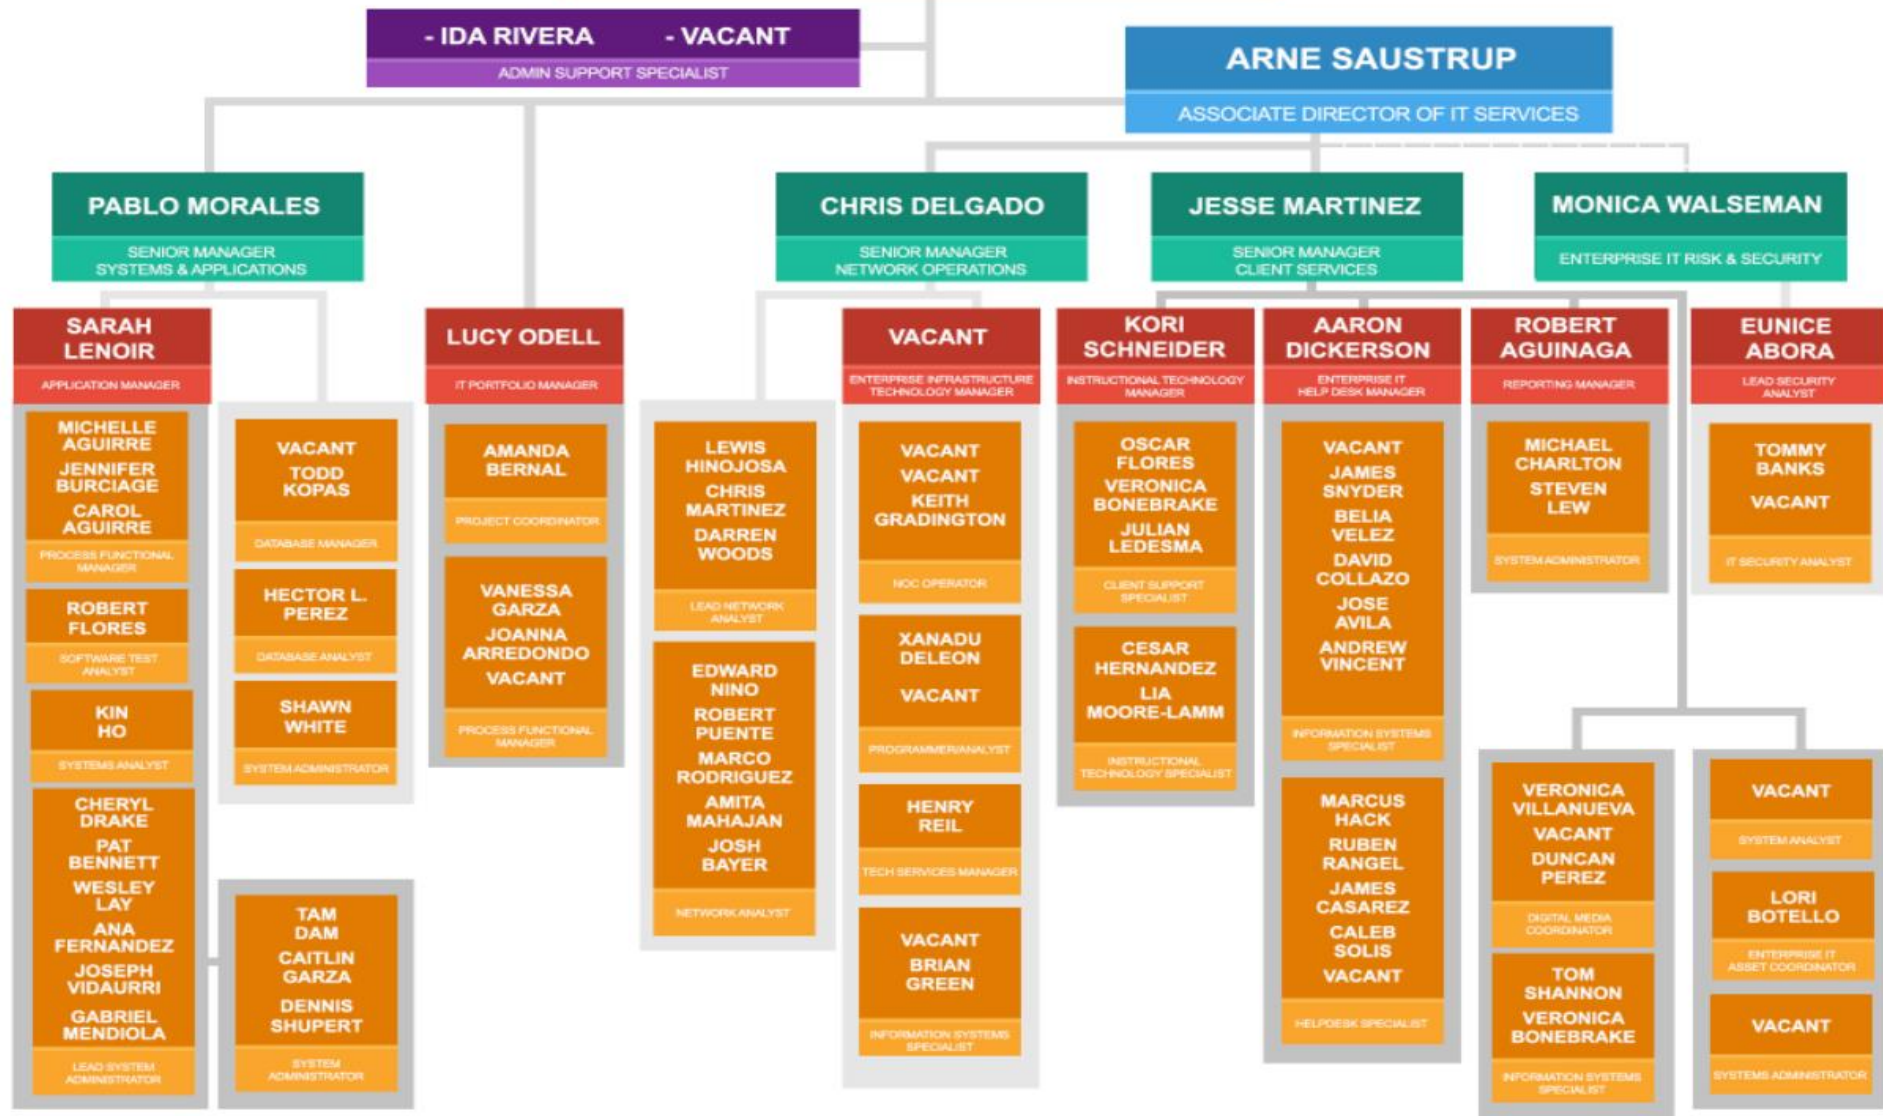 - IDA RIVERA - VACANT
ADMIN SUPPORT SPECIALIST
ARNE SAUSTRUP
ASSOCIATE DIRECTOR OF IT SERVICES
PABLO MORALES
SENIOR MANAGER
SYSTEMS & APPLICATIONS
CHRIS DELGADO
SENIOR MANAGER
NETWORK OPERATIONS
JESSE MARTINEZ
SENIOR MANAGER
CLIENT SERVICES
MONICA WALSEMAN
ENTERPRISE IT RISK & SECURITY
SARAH
LENOIR
APPLICATION MANAGER
MICHELLE
AGUIRRE
JENNIFER
BURCIAGE
CAROL
AGUIRRE
PROCESS FUNCTIONAL
MANAGER
ROBERT
FLORES
SOFTWARE TEST
ANALYST
KIN
HO
SYSTEMS ANALYST
CHERYL
DRAKE
PAT
BENNETT
WESLEY
LAY
ANA
FERNANDEZ
JOSEPH
VIDAURRI
GABRIEL
MENDIOLA
LEAD SYSTEM
ADMINISTRATOR
VACANT
TODD
KOPAS
DATABASE MANAGER
HECTOR L.
PEREZ
DATABASE ANALYST
SHAWN
WHITE
SYSTEM ADMINISTRATOR
TAM
DAM
CAITLIN
GARZA
DENNIS
SHUPERT
SYSTEM
ADMINISTRATOR
LUCY ODELL
IT PORTFOLIO MANAGER
AMANDA
BERNAL
PROJECT COORDINATOR
VANESSA
GARZA
JOANNA
ARREDONDO
VACANT
PROCESS FUNCTIONAL
MANAGER
LEWIS
HINOJOSA
CHRIS
MARTINEZ
DARREN
WOODS
LEAD NETWORK
ANALYST
EDWARD
NINO
ROBERT
PUENTE
MARCO
RODRIGUEZ
AMITA
MAHAJAN
JOSH
BAYER
NETWORK ANALYST
VACANT
ENTERPRISE INFRASTRUCTURE
TECHNOLOGY MANAGER
VACANT
VACANT
KEITH
GRADINGTON
NOC OPERATOR
XANADU
DELEON
VACANT
PROGRAMMER/ANALYST
HENRY
REIL
TECH SERVICES MANAGER
VACANT
BRIAN
GREEN
INFORMATION SYSTEMS
SPECIALIST
KORI
SCHNEIDER
INSTRUCTIONAL TECHNOLOGY
MANAGER
OSCAR
FLORES
VERONICA
BONEBRAKE
JULIAN
LEDESMA
CLIENT SUPPORT
SPECIALIST
CESAR
HERNANDEZ
LIA
MOORE-LAMM
INSTRUCTIONAL
TECHNOLOGY SPECIALIST
AARON
DICKERSON
ENTERPRISE IT
HELP DESK MANAGER
VACANT
JAMES
SNYDER
BELIA
VELEZ
DAVID
COLLAZO
JOSE
AVILA
ANDREW
VINCENT
INFORMATION SYSTEMS
SPECIALIST
MARCUS
HACK
RUBEN
RANGEL
JAMES
CASAREZ
CALEB
SOLIS
VACANT
HELPDESK SPECIALIST
ROBERT
AGUINAGA
REPORTING MANAGER
MICHAEL
CHARLTON
STEVEN
LEW
SYSTEM ADMINISTRATOR
VERONICA
VILLANUEVA
VACANT
DUNCAN
PEREZ
DIGITAL MEDIA
COORDINATOR
TOM
SHANNON
VERONICA
BONEBRAKE
INFORMATION SYSTEMS
SPECIALIST
EUNICE
ABORA
LEAD SECURITY
ANALYST
TOMMY
BANKS
VACANT
IT SECURITY ANALYST
VACANT
SYSTEM ANALYST
LORI
BOTELLO
ENTERPRISE IT
ASSET COORDINATOR
VACANT
SYSTEMS ADMINISTRATOR